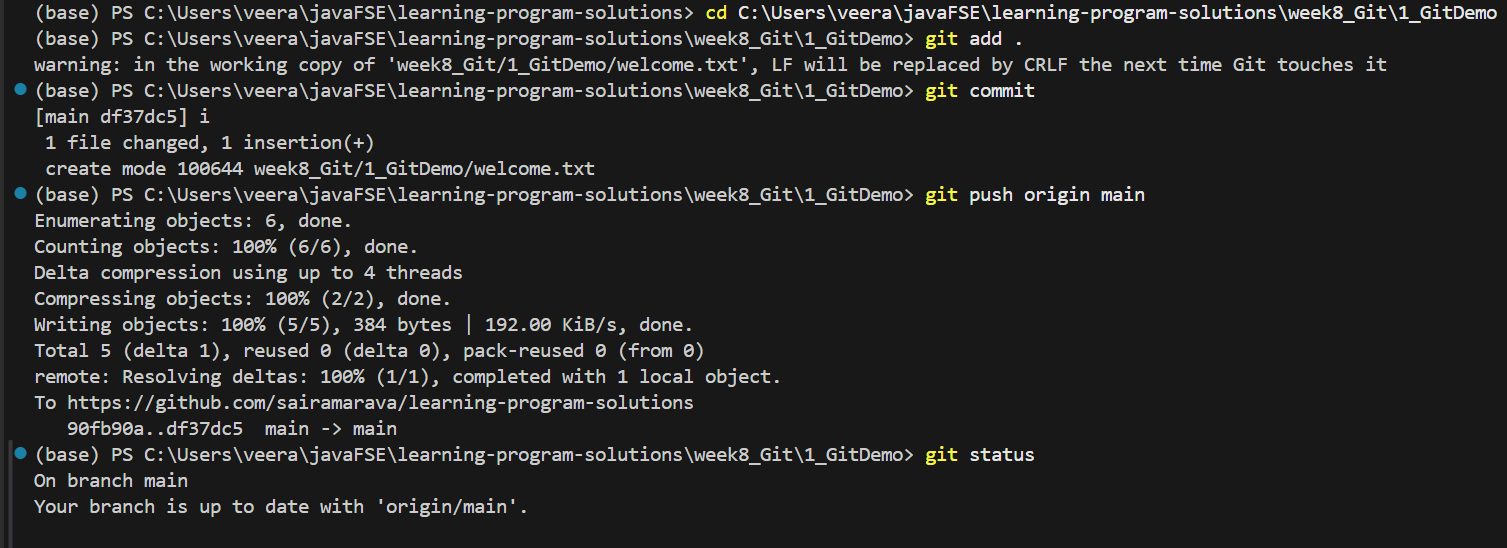 (base) PS C:\Users\veera\javaFSE\learning-program-solutions> cd C:\Users\veera\javaFSE\learning-program-solutions\week8_Git\1_GitDemo
(base) PS C:\Users\veera\javaFSE\learning-program-solutions\week8_Git\1_GitDemo> git add .
warning: in the working copy of 'week8_Git/1_GitDemo/welcome.txt', LF will be replaced by CRLF the next time Git touches it
(base) PS C:\Users\veera\javaFSE\learning-program-solutions\week8_Git\1_GitDemo> git commit
[main df37dc5] i
 1 file changed, 1 insertion(+)
 create mode 100644 week8_Git/1_GitDemo/welcome.txt
(base) PS C:\Users\veera\javaFSE\learning-program-solutions\week8_Git\1_GitDemo> git push origin main
Enumerating objects: 6, done.
Counting objects: 100% (6/6), done.
Delta compression using up to 4 threads
Compressing objects: 100% (2/2), done.
Writing objects: 100% (5/5), 384 bytes | 192.00 KiB/s, done.
Total 5 (delta 1), reused 0 (delta 0), pack-reused 0 (from 0)
remote: Resolving deltas: 100% (1/1), completed with 1 local object.
To https://github.com/sairamarava/learning-program-solutions
   90fb90a..df37dc5  main -> main
(base) PS C:\Users\veera\javaFSE\learning-program-solutions\week8_Git\1_GitDemo> git status
On branch main
Your branch is up to date with 'origin/main'.